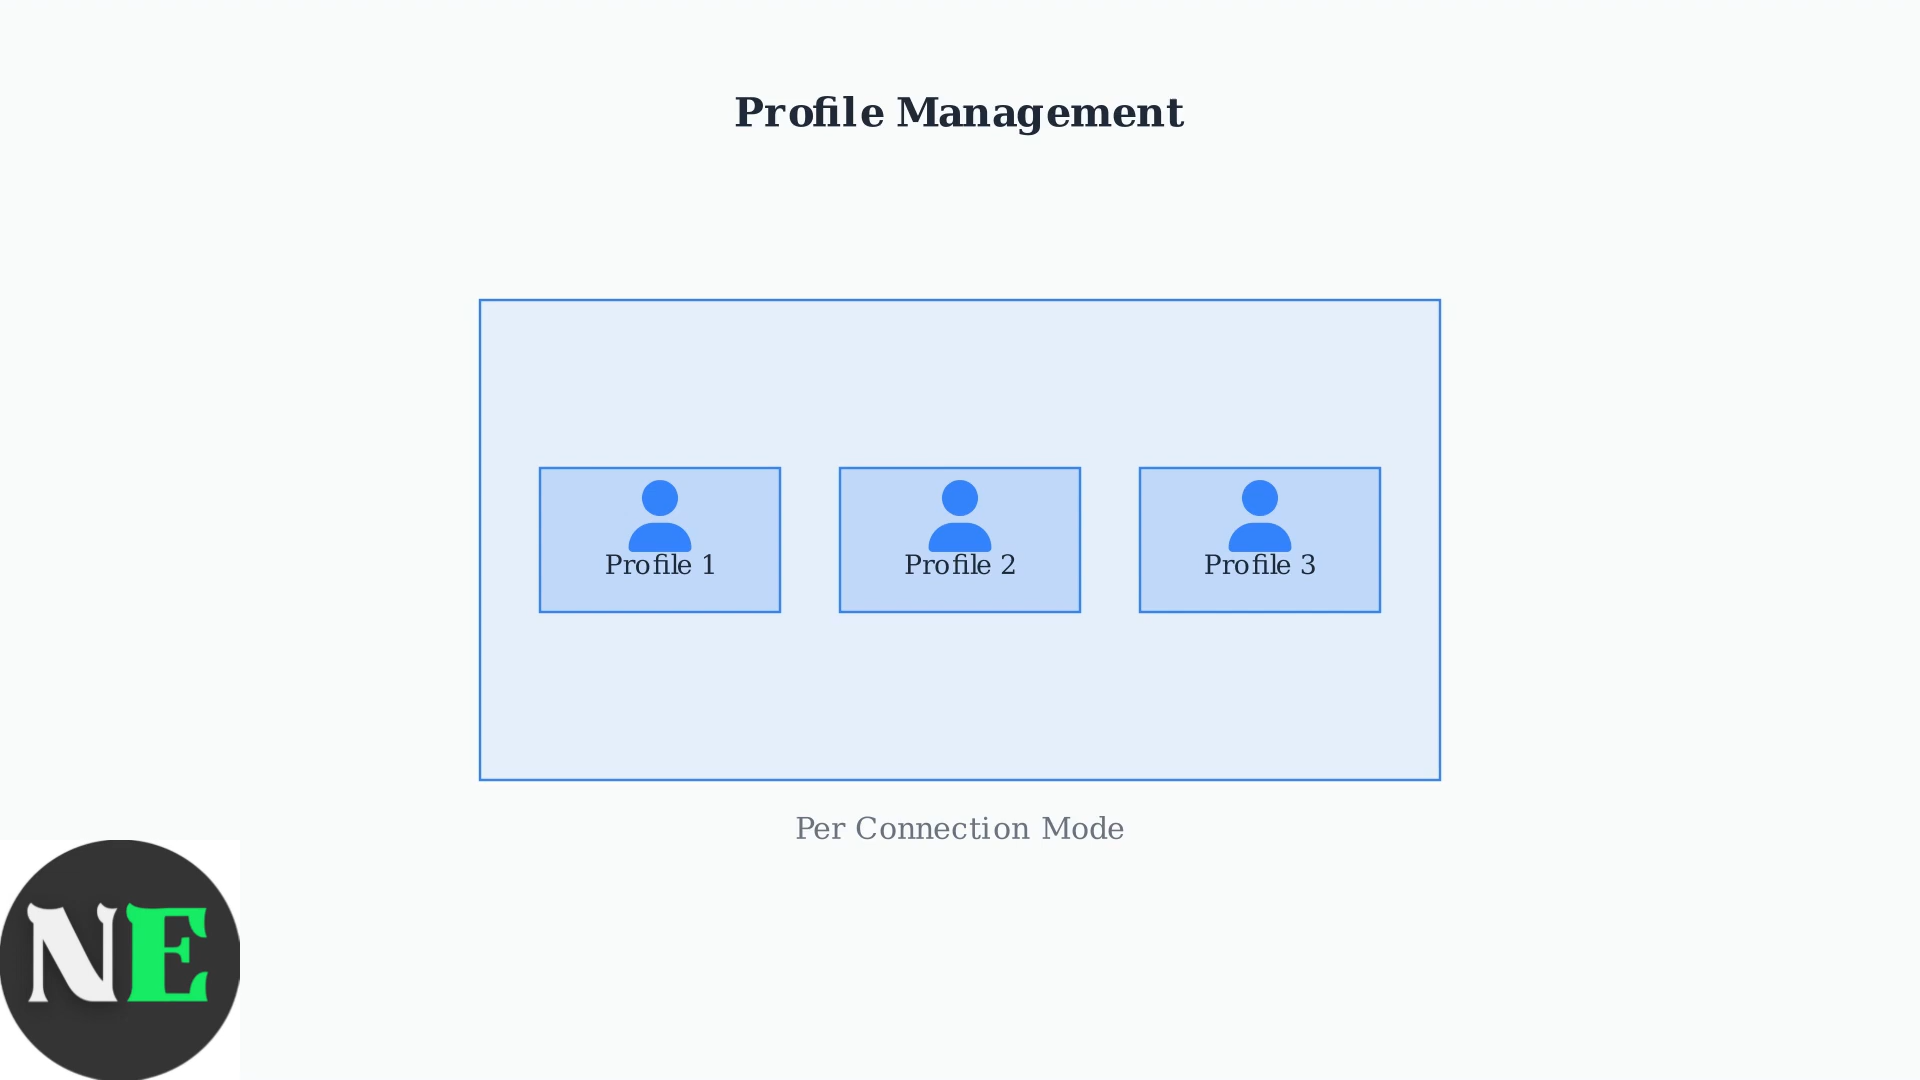 Profile Management
Profile 1
Profile 2
Profile 3
Per Connection Mode
NE